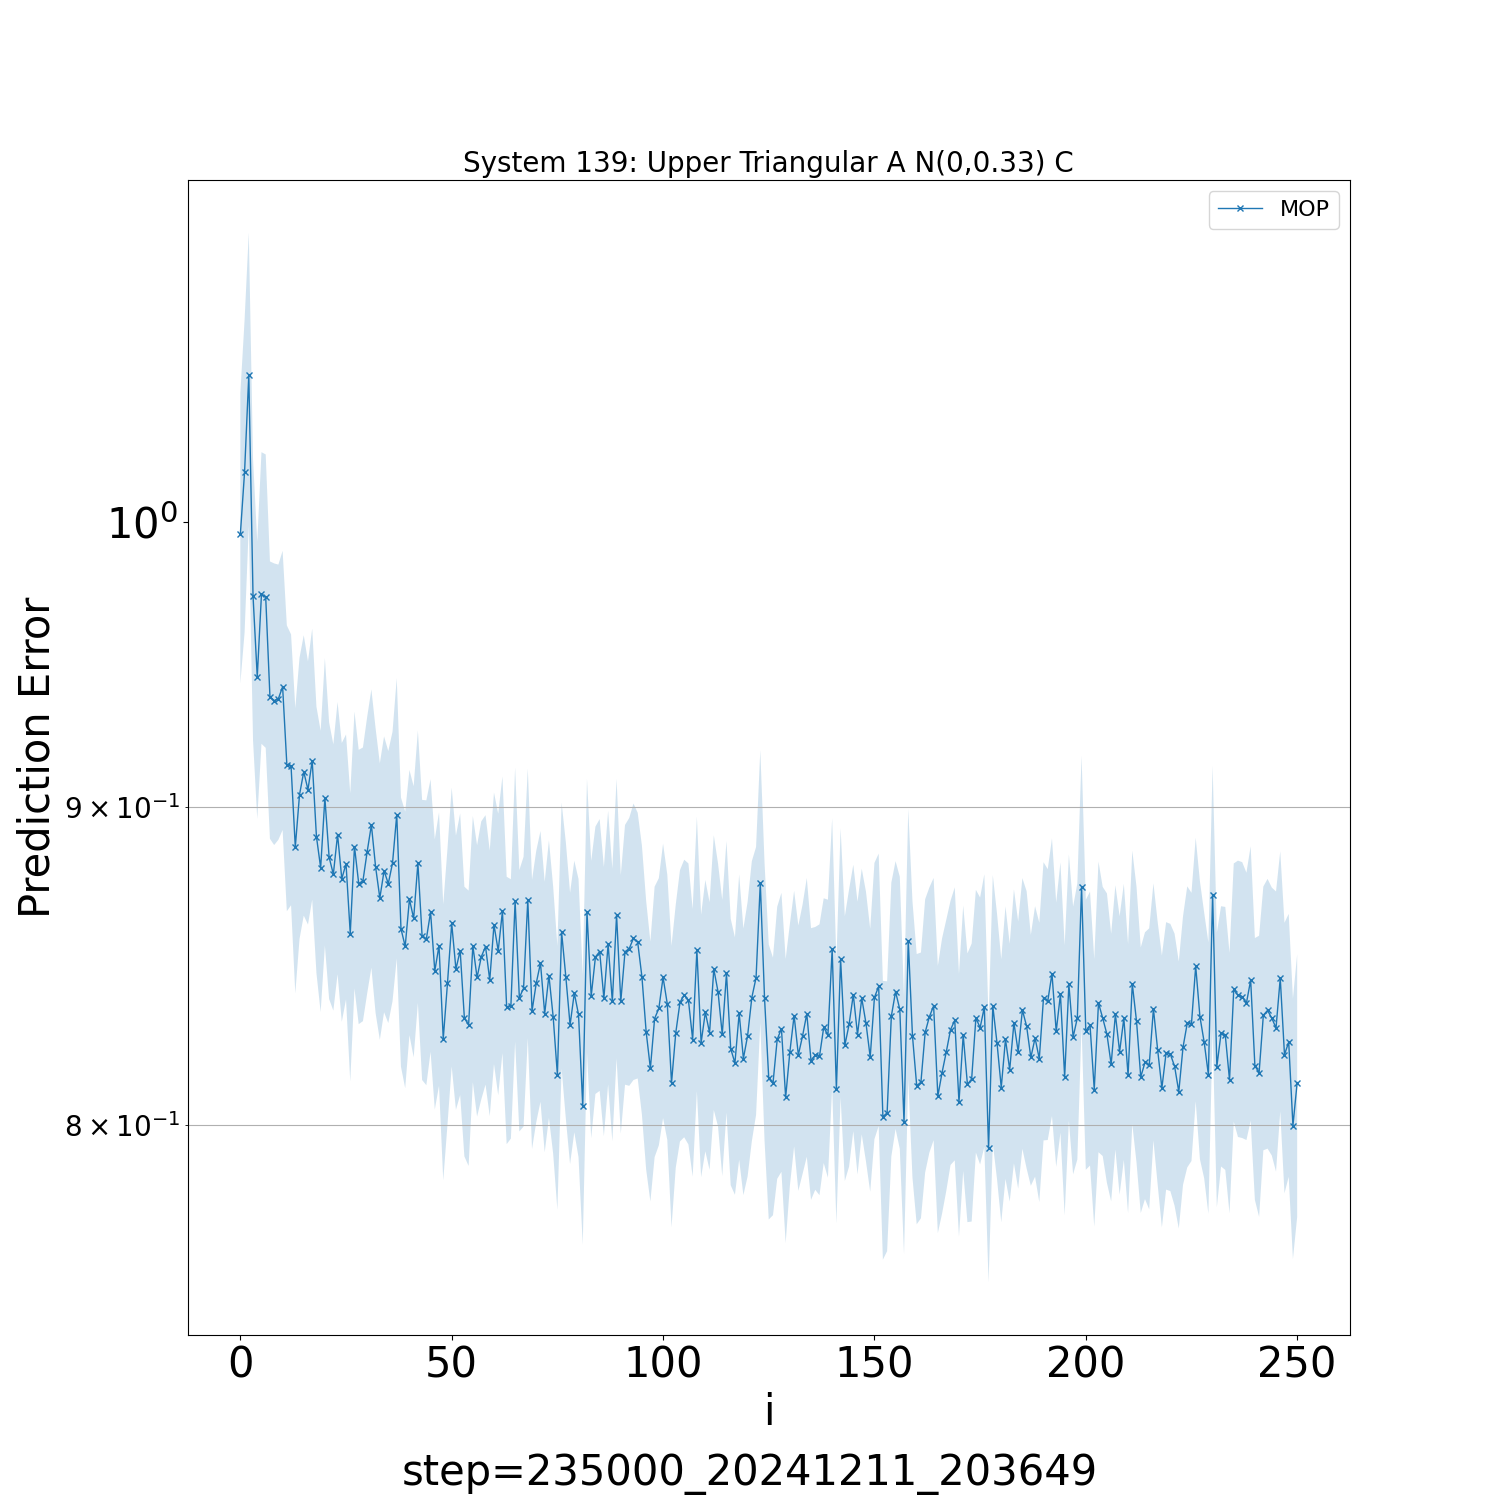 System 139: Upper Triangular A N(0,0.33) C
MOP
Prediction Error
10⁰
9 × 10⁻¹
8 × 10⁻¹
0 50 100 150 200 250
i
step=235000_20241211_203649